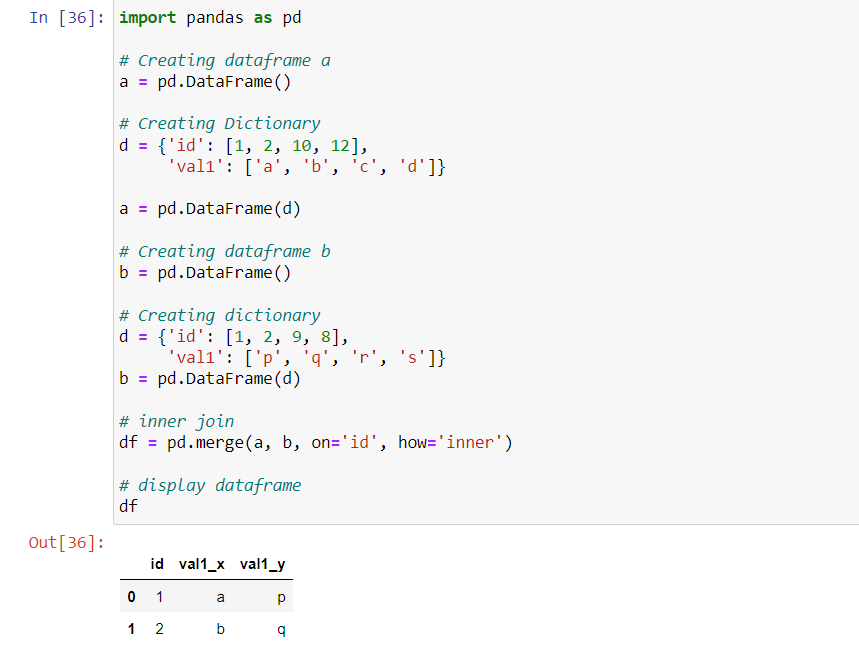 In [36]: import pandas as pd
# Creating dataframe a
a = pd.DataFrame()
# Creating Dictionary
d = {'id': [1, 2, 10, 12],
'val1': ['a', 'b', 'c', 'd']}
a = pd.DataFrame(d)
# Creating dataframe b
b = pd.DataFrame()
# Creating dictionary
d = {'id': [1, 2, 9, 8],
'val1': ['p', 'q', 'r', 's']}
b = pd.DataFrame(d)
# inner join
df = pd.merge(a, b, on='id', how='inner')
# display dataframe
df
Out[36]:
id val1_x val1_y
0 1 a p
1 2 b q